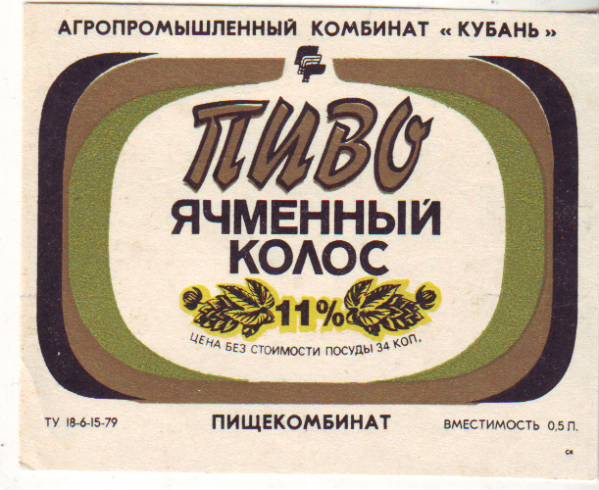 АГРОПРОМЫШЛЕННЫЙ КОМБИНАТ « КУБАНЬ »
ПИВО
ЯЧМЕННЫЙ
КОЛОС
11%
ЦЕНА БЕЗ СТОИМОСТИ ПОСУДЫ 34 КОП.
ТУ 18-6-15-79 ПИЩЕКОМБИНАТ ВМЕСТИМОСТЬ 0,5 Л.
СК